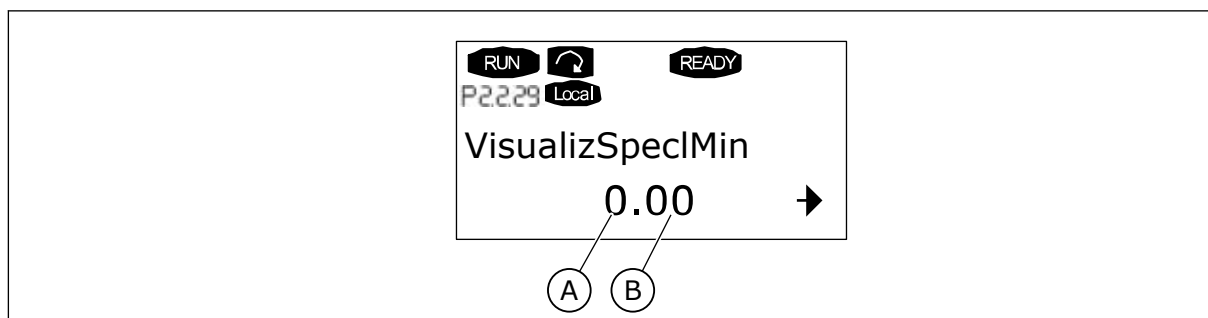 RUN READY
P2.2.29 Local
VisualizSpeclMin
0.00
A B